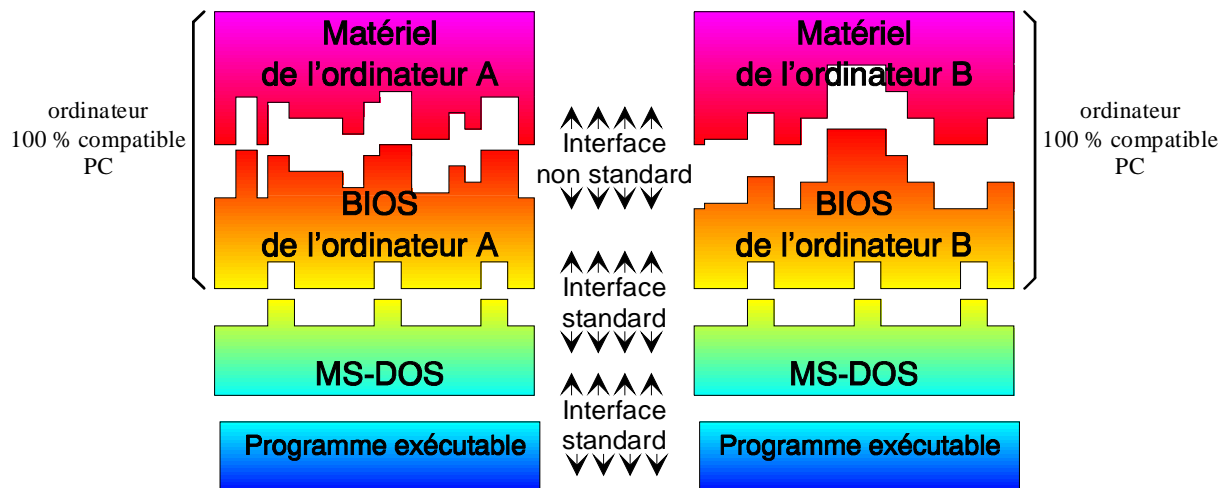 Matériel
de l'ordinateur A
ordinateur
100 % compatible
PC
BIOS
de l'ordinateur A
MS-DOS
Programme exécutable
Interface
non standard
Interface
standard
Interface
standard
Matériel
de l'ordinateur B
ordinateur
100 % compatible
PC
BIOS
de l'ordinateur B
MS-DOS
Programme exécutable